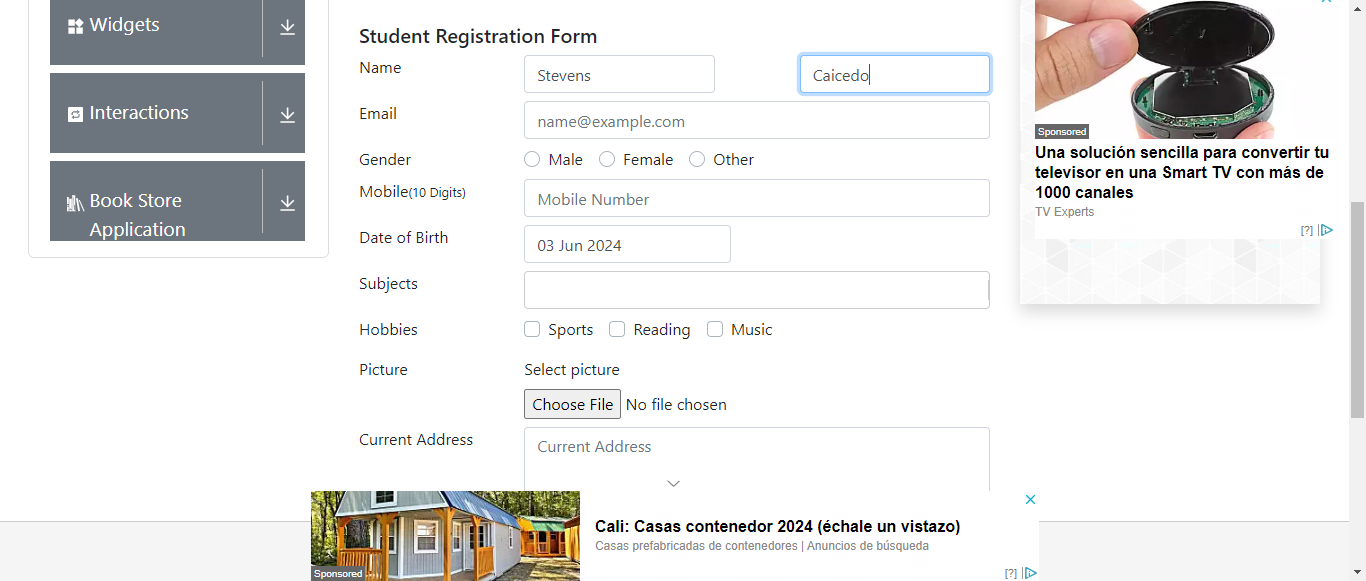 Widgets
Interactions
Book Store
Application
Student Registration Form
Name
Stevens
Caicedo
Email
name@example.com
Gender
Male
Female
Other
Mobile(10 Digits)
Mobile Number
Date of Birth
03 Jun 2024
Subjects
Hobbies
Sports
Reading
Music
Picture
Select picture
Choose File No file chosen
Current Address
Current Address
Sponsored
Una solución sencilla para convertir tu
televisor en una Smart TV con más de
1000 canales
TV Experts
[?]
Cali: Casas contenedor 2024 (échale un vistazo)
Casas prefabricadas de contenedores | Anuncios de búsqueda
Sponsored
[?]